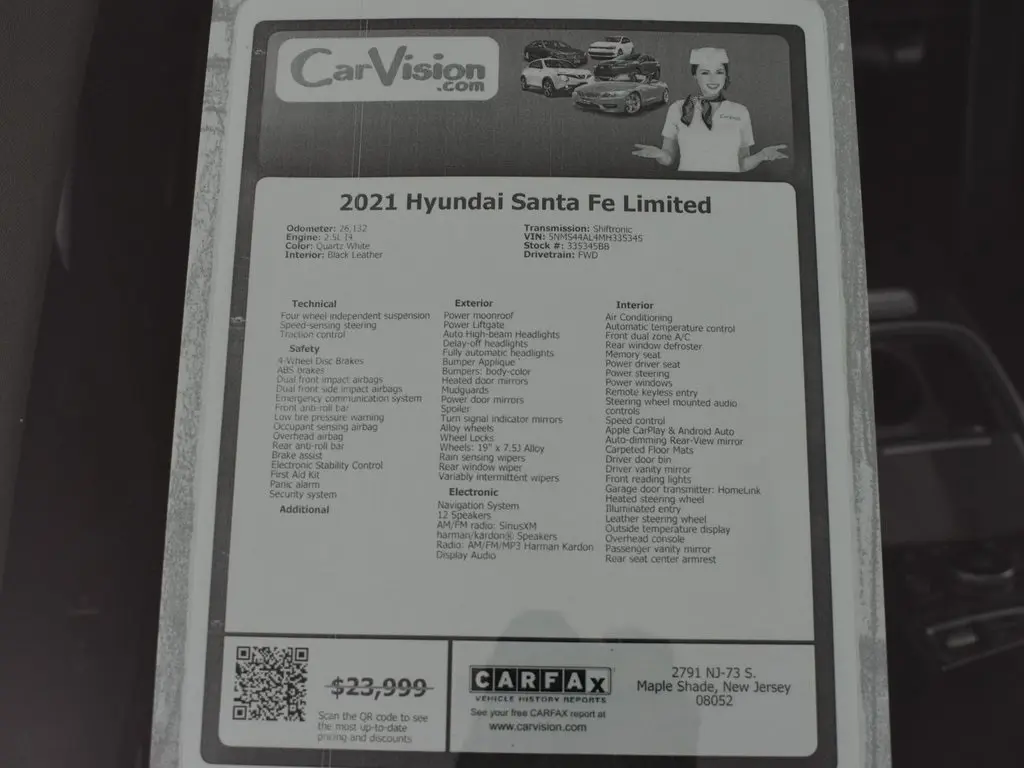 CarVision
.com
2021 Hyundai Santa Fe Limited
Odometer: 26,132
Engine: 2.5L I4
Color: Quartz White
Interior: Black Leather
Transmission: Shiftronic
VIN: 5NMS44AL4MH335345
Stock #: 335345BB
Drivetrain: FWD
Technical
Four wheel independent suspension
Speed-sensing steering
Traction control
Safety
4-Wheel Disc Brakes
ABS brakes
Dual front impact airbags
Dual front side impact airbags
Emergency communication system
Front anti-roll bar
Low tire pressure warning
Occupant sensing airbag
Overhead airbag
Rear anti-roll bar
Brake assist
Electronic Stability Control
First Aid Kit
Panic alarm
Security system
Additional
Exterior
Power moonroof
Power Liftgate
Auto High-beam Headlights
Delay-off headlights
Fully automatic headlights
Bumper Applique
Bumpers: body-color
Heated door mirrors
Mudguards
Power door mirrors
Spoiler
Turn signal indicator mirrors
Alloy wheels
Wheel Locks
Wheels: 19" x 7.5J Alloy
Rain sensing wipers
Rear window wiper
Variably intermittent wipers
Electronic
Navigation System
12 Speakers
AM/FM radio: SiriusXM
harman/kardon® Speakers
Radio: AM/FM/MP3 Harman Kardon
Display Audio
Interior
Air Conditioning
Automatic temperature control
Front dual zone A/C
Rear window defroster
Memory seat
Power driver seat
Power steering
Power windows
Remote keyless entry
Steering wheel mounted audio
controls
Speed control
Apple CarPlay & Android Auto
Auto-dimming Rear-View mirror
Carpeted Floor Mats
Driver door bin
Driver vanity mirror
Front reading lights
Garage door transmitter: HomeLink
Heated steering wheel
Illuminated entry
Leather steering wheel
Outside temperature display
Overhead console
Passenger vanity mirror
Rear seat center armrest
$23,999
Scan the QR code to see
the most up-to-date
pricing and discounts
CARFAX
VEHICLE HISTORY REPORTS
See your free CARFAX report at
www.carvision.com
2791 NJ-73 S.
Maple Shade, New Jersey
08052